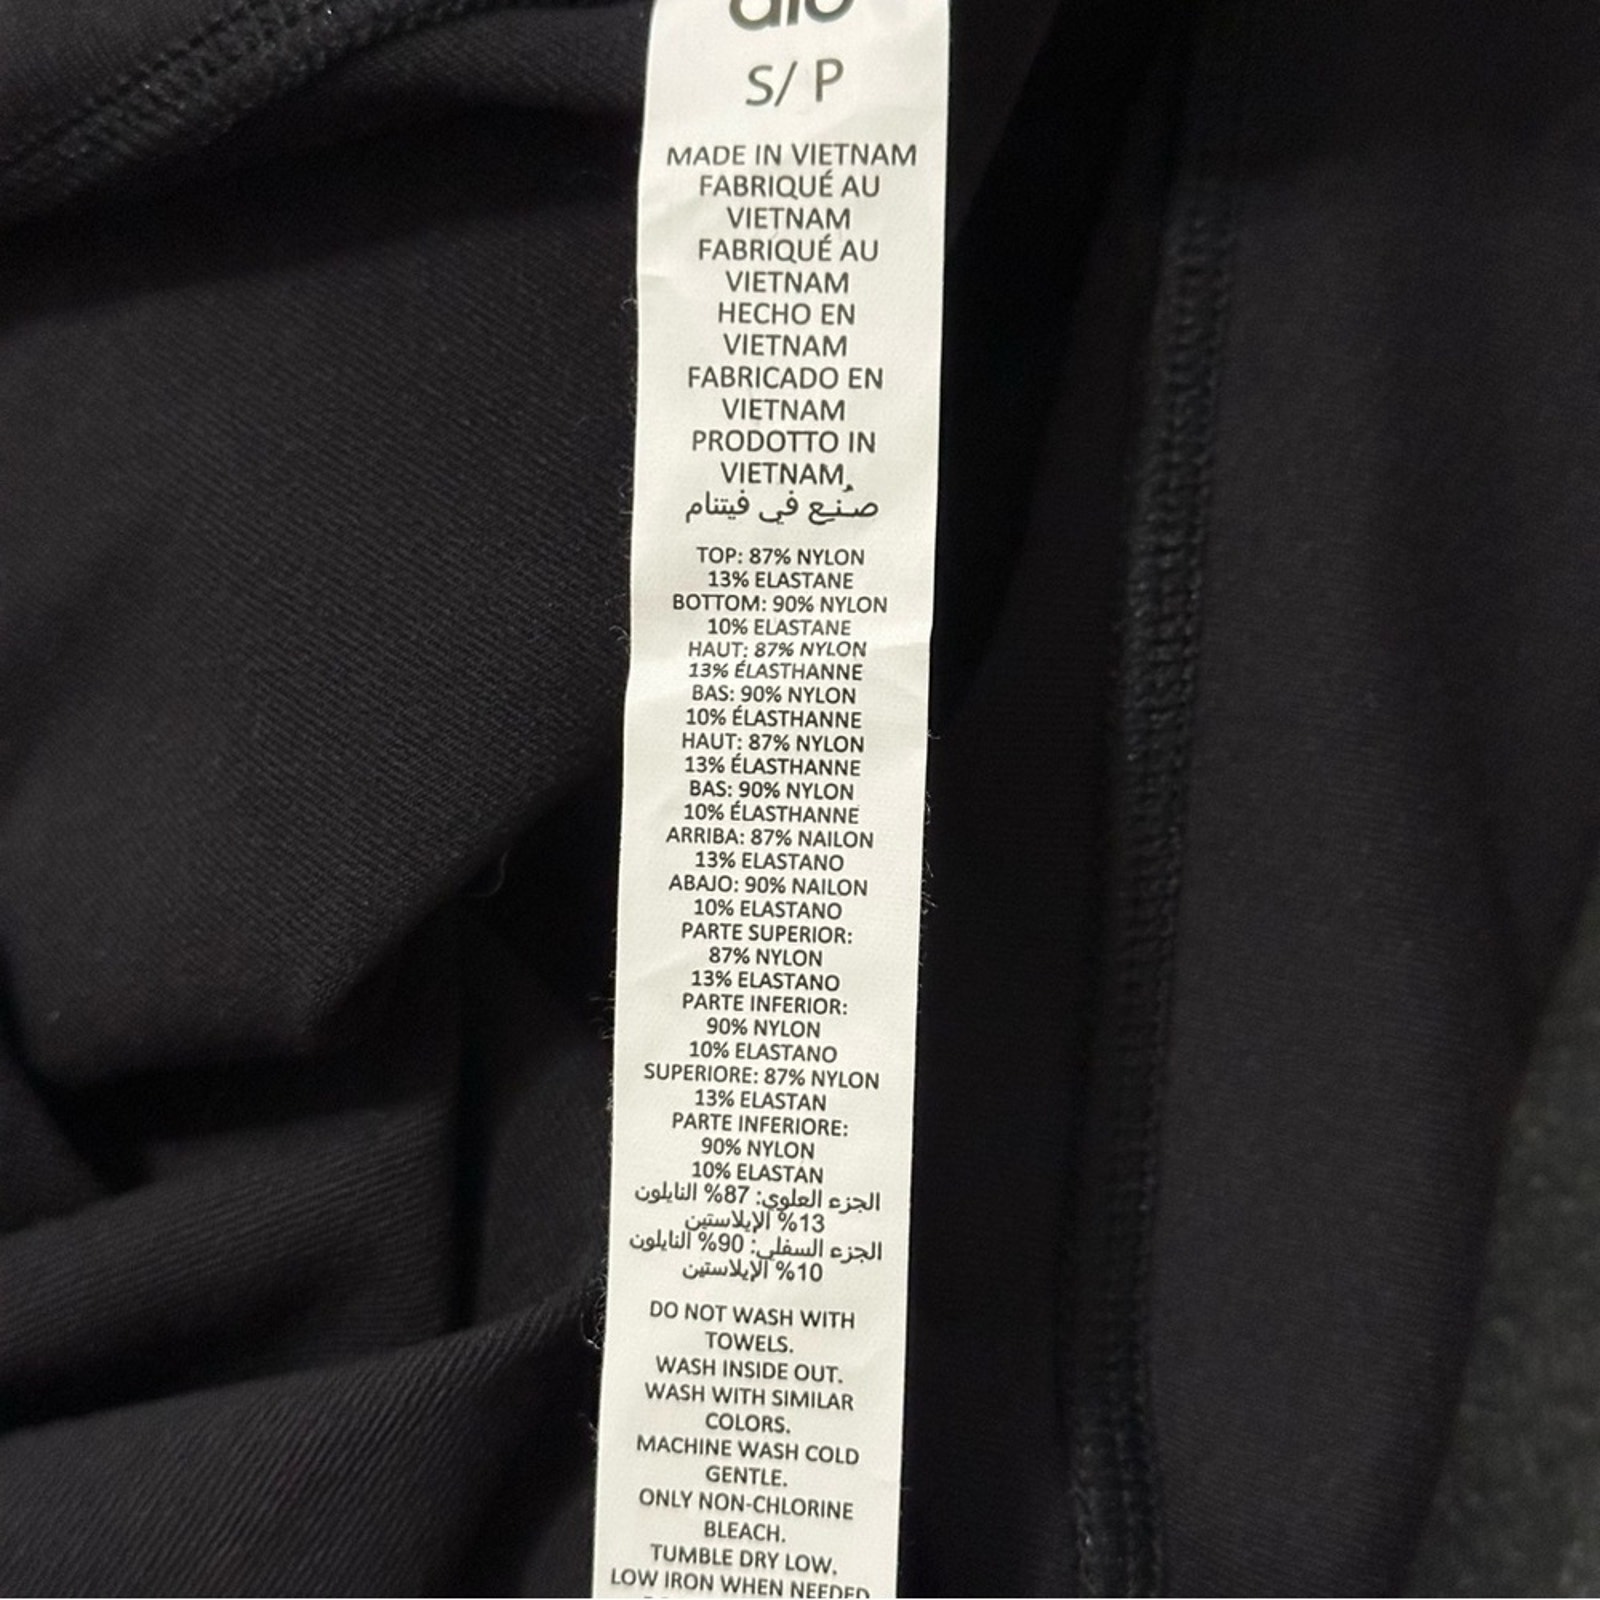 alo
S/ P
MADE IN VIETNAM
FABRIQUÉ AU
VIETNAM
FABRIQUÉ AU
VIETNAM
HECHO EN
VIETNAM
FABRICADO EN
VIETNAM
PRODOTTO IN
VIETNAM
صُنع في فيتنام
TOP: 87% NYLON
13% ELASTANE
BOTTOM: 90% NYLON
10% ELASTANE
HAUT: 87% NYLON
13% ÉLASTHANNE
BAS: 90% NYLON
10% ÉLASTHANNE
HAUT: 87% NYLON
13% ÉLASTHANNE
BAS: 90% NYLON
10% ÉLASTHANNE
ARRIBA: 87% NAILON
13% ELASTANO
ABAJO: 90% NAILON
10% ELASTANO
PARTE SUPERIOR:
87% NYLON
13% ELASTANO
PARTE INFERIOR:
90% NYLON
10% ELASTANO
SUPERIORE: 87% NYLON
13% ELASTAN
PARTE INFERIORE:
90% NYLON
10% ELASTAN
الجزء العلوي: 87% النايلون
13% الإيلاستين
الجزء السفلي: 90% النايلون
10% الإيلاستين
DO NOT WASH WITH
TOWELS.
WASH INSIDE OUT.
WASH WITH SIMILAR
COLORS.
MACHINE WASH COLD
GENTLE.
ONLY NON-CHLORINE
BLEACH.
TUMBLE DRY LOW.
LOW IRON WHEN NEEDED